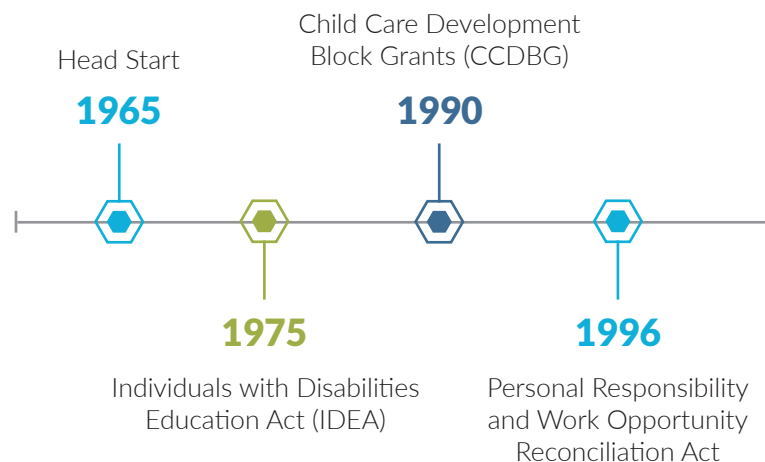 Head Start
1965
Individuals with Disabilities
Education Act (IDEA)
1975
Child Care Development
Block Grants (CCDBG)
1990
1996
Personal Responsibility
and Work Opportunity
Reconciliation Act